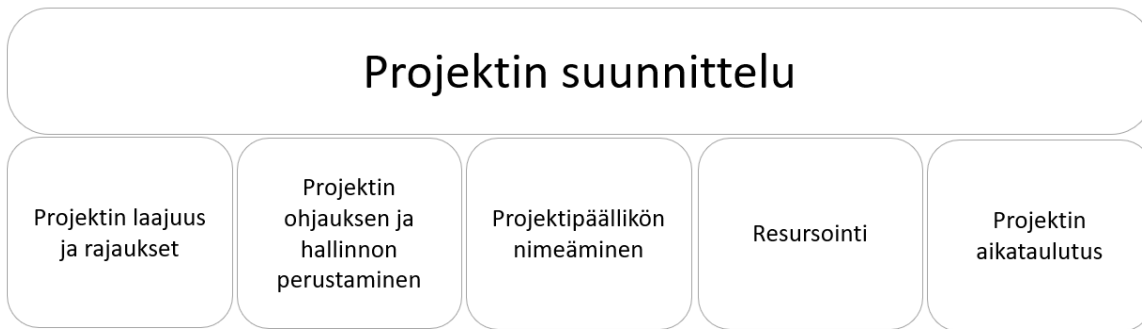 Projektin suunnittelu
Projektin laajuus
ja rajaukset
Projektin
ohjauksen ja
hallinnon
perustaminen
Projektipäällikön
nimeäminen
Resursointi
Projektin
aikataulutus